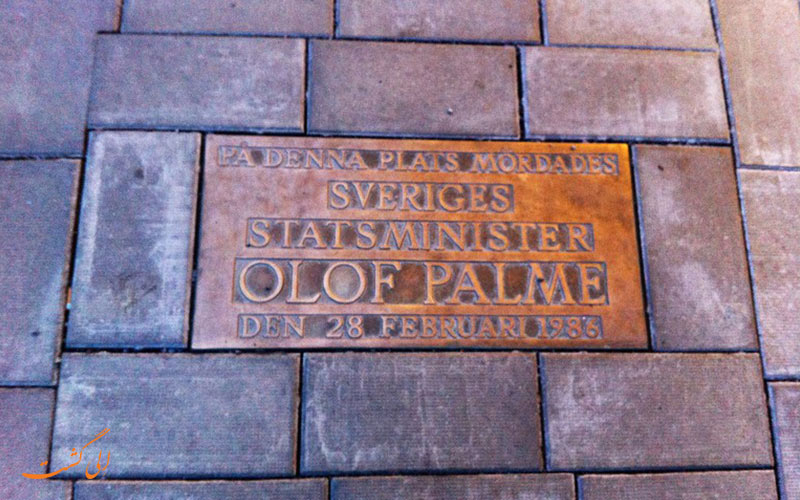 PÅ DENNA PLATS MÖRDADES
SVERIGES
STATSMINISTER
OLOF PALME
DEN 28 FEBRUARI 1986